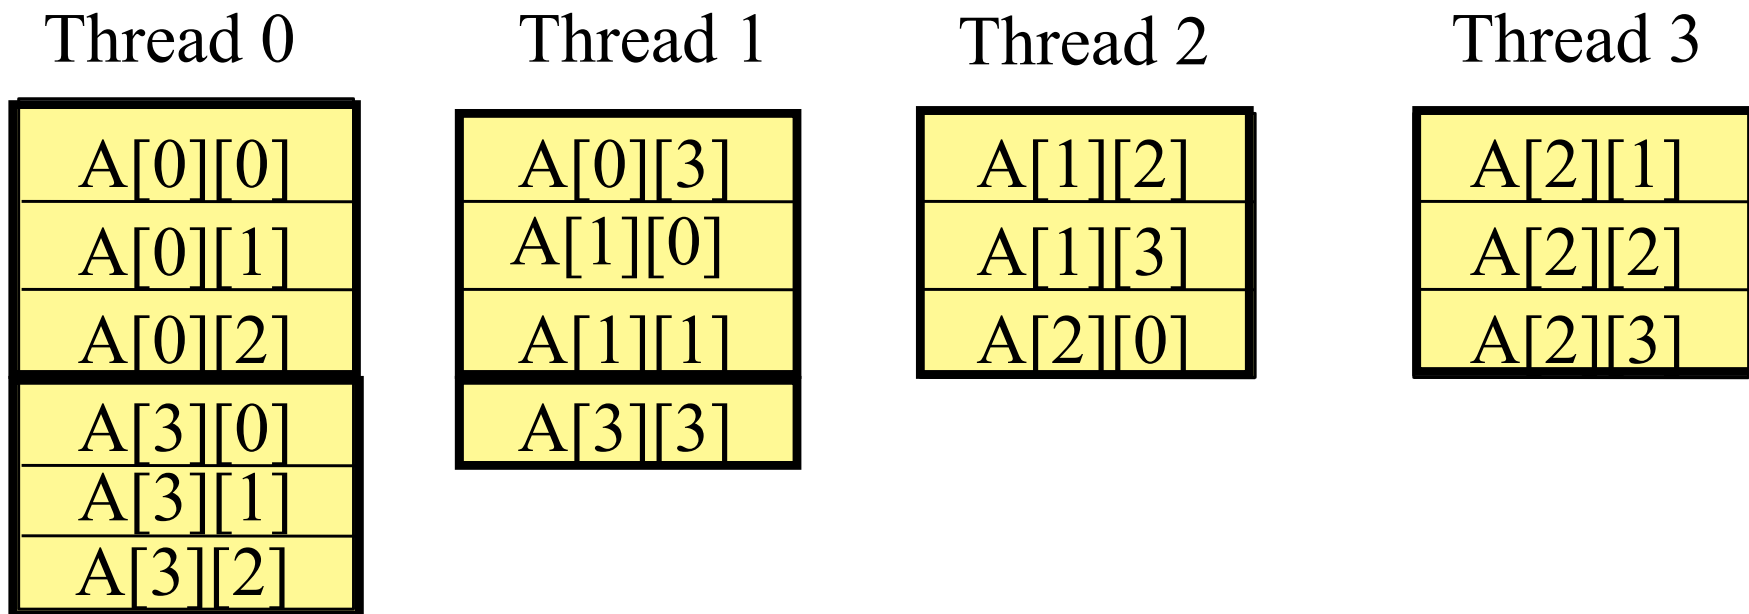 Thread 0 Thread 1 Thread 2 Thread 3
A[0][0] A[0][3] A[1][2] A[2][1]
A[0][1] A[1][0] A[1][3] A[2][2]
A[0][2] A[1][1] A[2][0] A[2][3]
A[3][0] A[3][3]
A[3][1]
A[3][2]